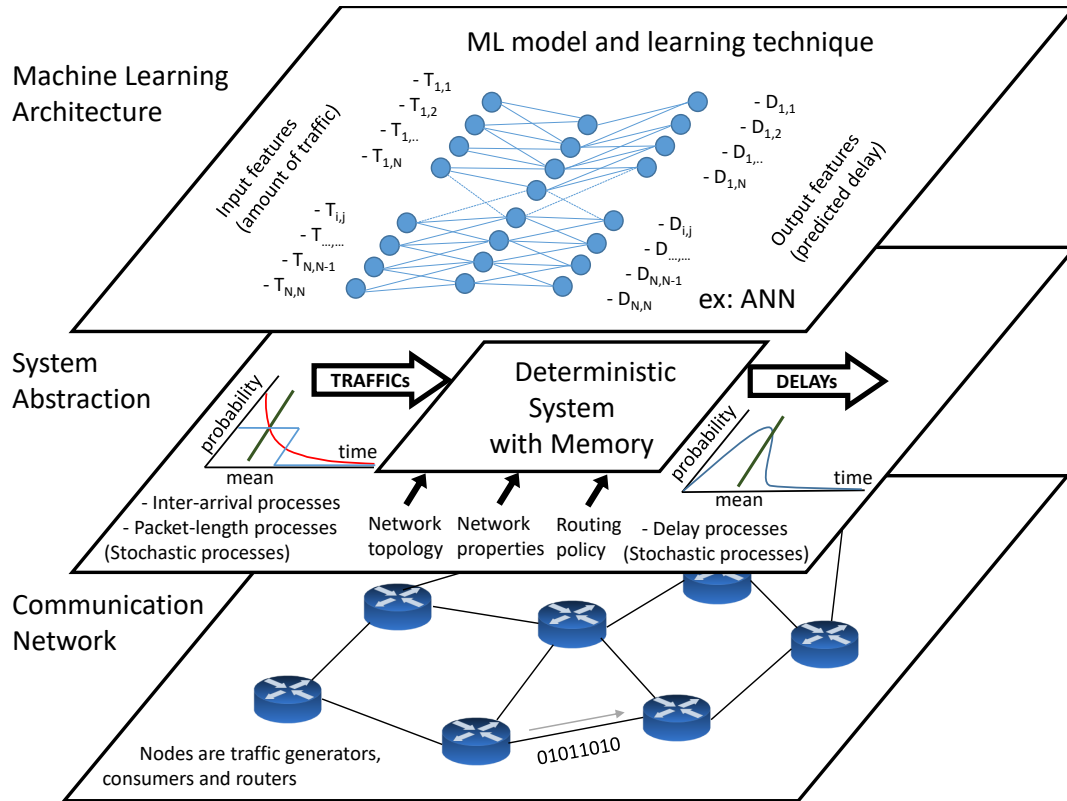 Machine Learning
Architecture
ML model and learning technique
Input features
(amount of traffic)
- T1,1
- T1,2
- T1,..
- T1,N
- Ti,j
- T...,...
- TN,N-1
- TN,N
- D1,1
- D1,2
- D1,..
- D1,N
- Di,j
- D...,...
- DN,N-1
- DN,N
Output features
(predicted delay)
ex: ANN
System
Abstraction
TRAFFICs
Deterministic
System
with Memory
DELAYs
probability
time
mean
- Inter-arrival processes
- Packet-length processes
(Stochastic processes)
Network
topology
Network
properties
Routing
policy
probability
time
mean
- Delay processes
(Stochastic processes)
Communication
Network
01011010
Nodes are traffic generators,
consumers and routers